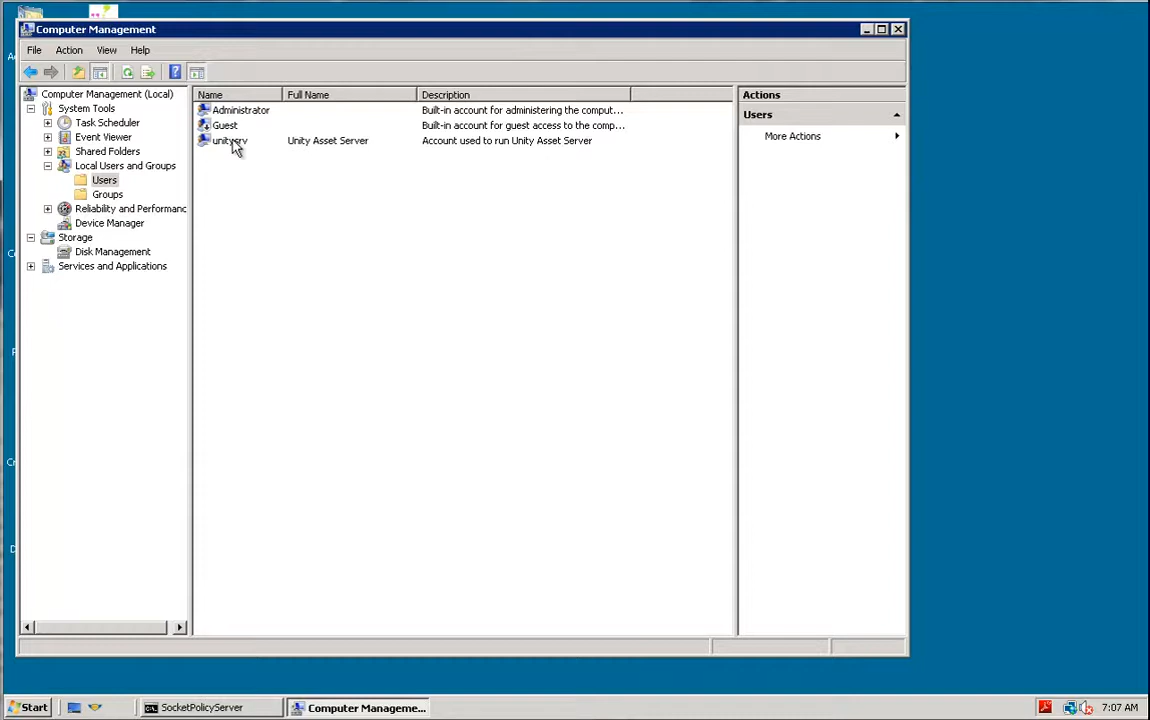 Computer Management
File Action View Help
Computer Management (Local)
System Tools
Task Scheduler
Event Viewer
Shared Folders
Local Users and Groups
Users
Groups
Reliability and Performanc
Device Manager
Storage
Disk Management
Services and Applications
Name Full Name Description
Administrator Built-in account for administering the comput...
Guest Built-in account for guest access to the comp...
Unity Asset Server Account used to run Unity Asset Server
Actions
Users
More Actions
Start SocketPolicyServer Computer Manageme... 7:07 AM